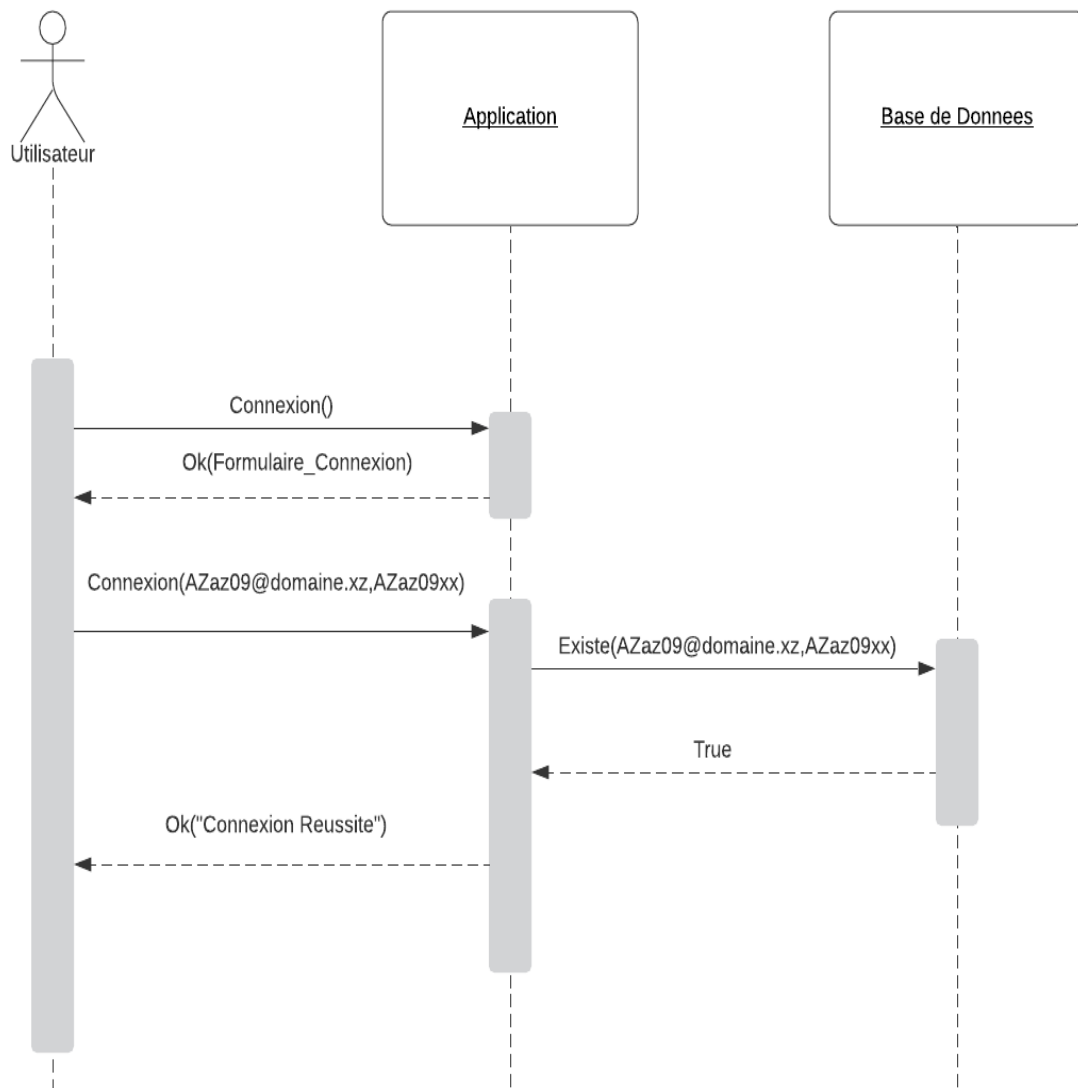 Application
Base de Donnees
Utilisateur
Connexion()
Ok(Formulaire_Connexion)
Connexion(AZaz09@domaine.xz,AZaz09xx)
Existe(AZaz09@domaine.xz,AZaz09xx)
True
Ok("Connexion Reussite")